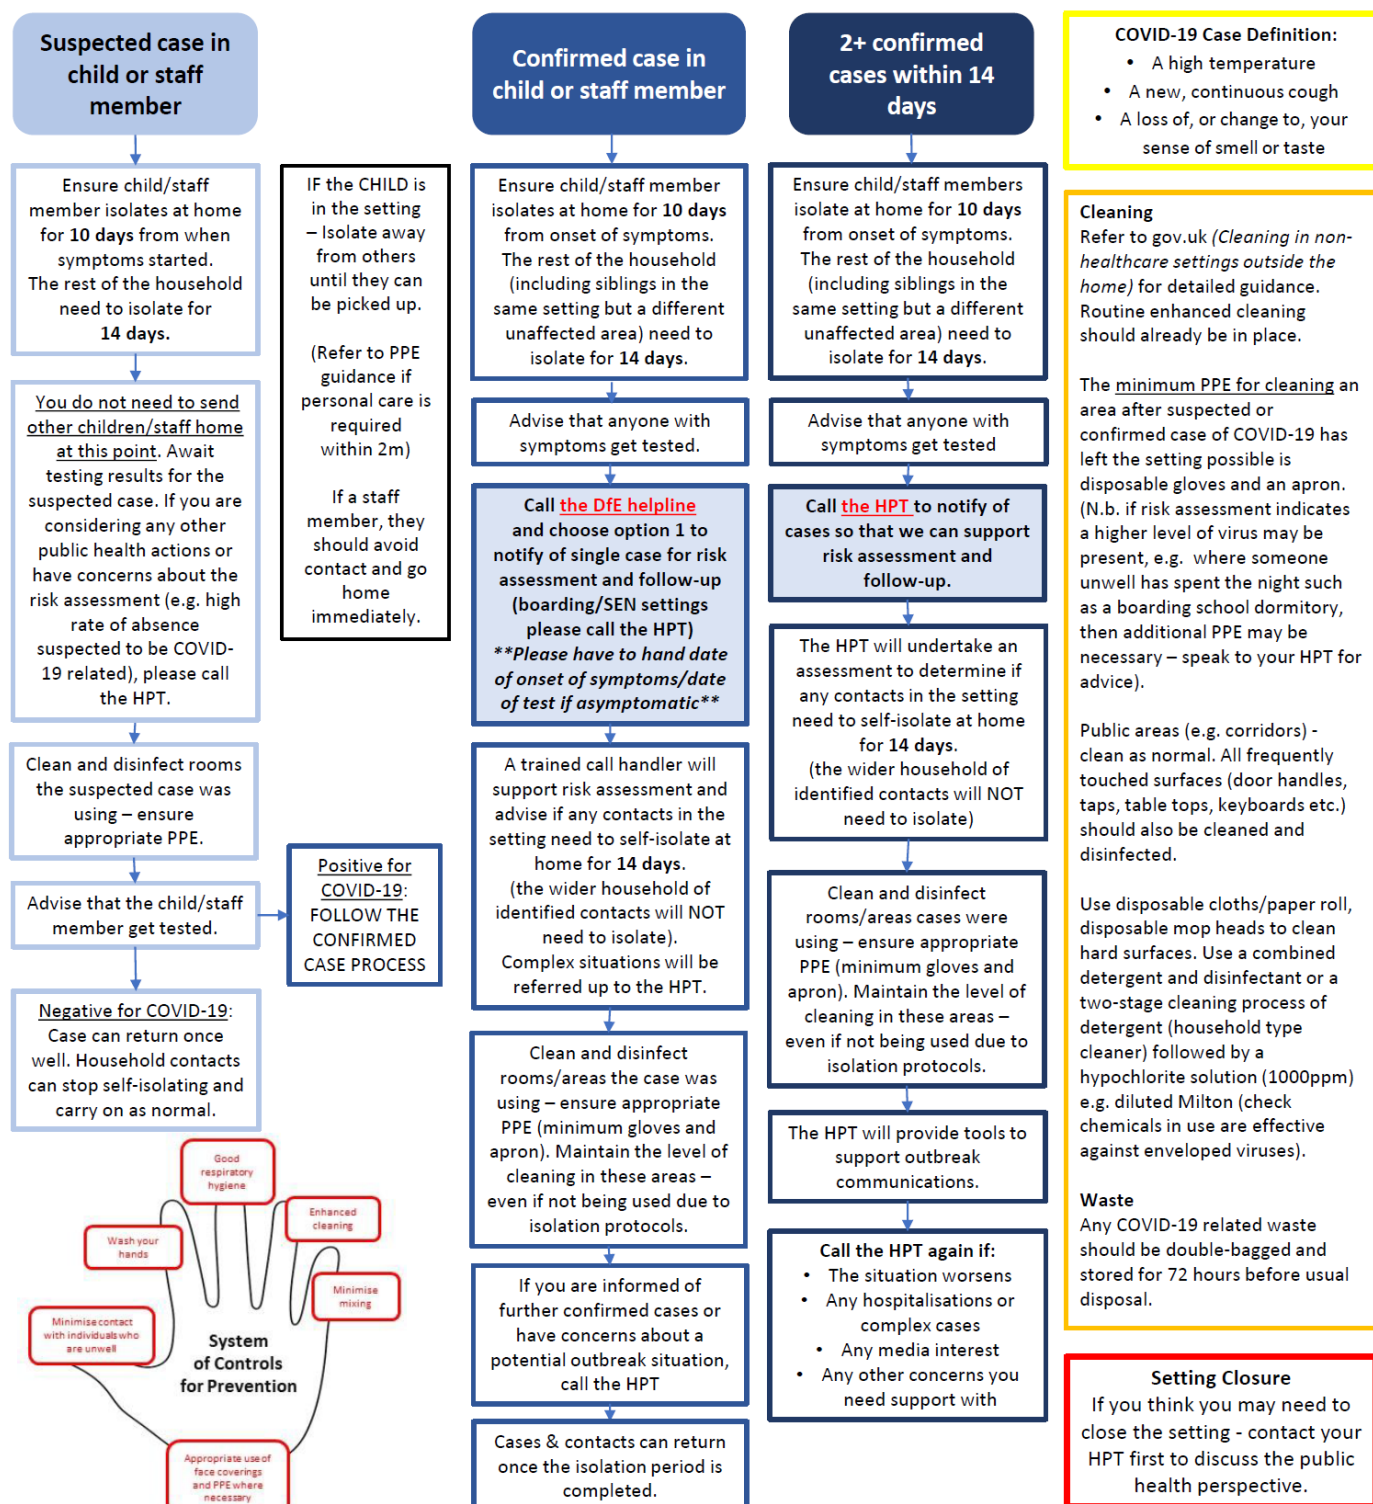 Suspected case in
child or staff
member
Ensure child/staff
member isolates at home
for 10 days from when
symptoms started.
The rest of the household
need to isolate for
14 days.
You do not need to send
other children/staff home
at this point. Await
testing results for the
suspected case. If you are
considering any other
public health actions or
have concerns about the
risk assessment (e.g. high
rate of absence
suspected to be COVID-
19 related), please call
the HPT.
Clean and disinfect rooms
the suspected case was
using – ensure
appropriate PPE.
Advise that the child/staff
member get tested.
Negative for COVID-19:
Case can return once
well. Household contacts
can stop self-isolating and
carry on as normal.
IF the CHILD is
in the setting
– Isolate away
from others
until they can
be picked up.
(Refer to PPE
guidance if
personal care is
required
within 2m)
If a staff
member, they
should avoid
contact and go
home
immediately.
Positive for
COVID-19:
FOLLOW THE
CONFIRMED
CASE PROCESS
Good
respiratory
hygiene
Enhanced
cleaning
Wash your
hands
Minimise
mixing
Minimise contact
with individuals who
are unwell
System
of Controls
for Prevention
Appropriate use of
face coverings
and PPE where
necessary
Confirmed case in
child or staff member
Ensure child/staff member
isolates at home for 10 days
from onset of symptoms.
The rest of the household
(including siblings in the
same setting but a different
unaffected area) need to
isolate for 14 days.
Advise that anyone with
symptoms get tested.
Call the DfE helpline
and choose option 1 to
notify of single case for risk
assessment and follow-up
(boarding/SEN settings
please call the HPT)
**Please have to hand date
of onset of symptoms/date
of test if asymptomatic**
A trained call handler will
support risk assessment and
advise if any contacts in the
setting need to self-isolate at
home for 14 days.
(the wider household of
identified contacts will NOT
need to isolate).
Complex situations will be
referred up to the HPT.
Clean and disinfect
rooms/areas the case was
using – ensure appropriate
PPE (minimum gloves and
apron). Maintain the level of
cleaning in these areas –
even if not being used due to
isolation protocols.
If you are informed of
further confirmed cases or
have concerns about a
potential outbreak situation,
call the HPT
Cases & contacts can return
once the isolation period is
completed.
2+ confirmed
cases within 14
days
Ensure child/staff members
isolate at home for 10 days
from onset of symptoms.
The rest of the household
(including siblings in the
same setting but a different
unaffected area) need to
isolate for 14 days.
Advise that anyone with
symptoms get tested
Call the HPT to notify of
cases so that we can support
risk assessment and
follow-up.
The HPT will undertake an
assessment to determine if
any contacts in the setting
need to self-isolate at home
for 14 days.
(the wider household of
identified contacts will NOT
need to isolate)
Clean and disinfect
rooms/areas cases were
using – ensure appropriate
PPE (minimum gloves and
apron). Maintain the level of
cleaning in these areas –
even if not being used due to
isolation protocols.
The HPT will provide tools to
support outbreak
communications.
Call the HPT again if:
• The situation worsens
• Any hospitalisations or
complex cases
• Any media interest
• Any other concerns you
need support with
COVID-19 Case Definition:
• A high temperature
• A new, continuous cough
• A loss of, or change to, your
sense of smell or taste
Cleaning
Refer to gov.uk (Cleaning in non-
healthcare settings outside the
home) for detailed guidance.
Routine enhanced cleaning
should already be in place.
The minimum PPE for cleaning an
area after suspected or
confirmed case of COVID-19 has
left the setting possible is
disposable gloves and an apron.
(N.b. if risk assessment indicates
a higher level of virus may be
present, e.g. where someone
unwell has spent the night such
as a boarding school dormitory,
then additional PPE may be
necessary – speak to your HPT for
advice).
Public areas (e.g. corridors) -
clean as normal. All frequently
touched surfaces (door handles,
taps, table tops, keyboards etc.)
should also be cleaned and
disinfected.
Use disposable cloths/paper roll,
disposable mop heads to clean
hard surfaces. Use a combined
detergent and disinfectant or a
two-stage cleaning process of
detergent (household type
cleaner) followed by a
hypochlorite solution (1000ppm)
e.g. diluted Milton (check
chemicals in use are effective
against enveloped viruses).
Waste
Any COVID-19 related waste
should be double-bagged and
stored for 72 hours before usual
disposal.
Setting Closure
If you think you may need to
close the setting - contact your
HPT first to discuss the public
health perspective.